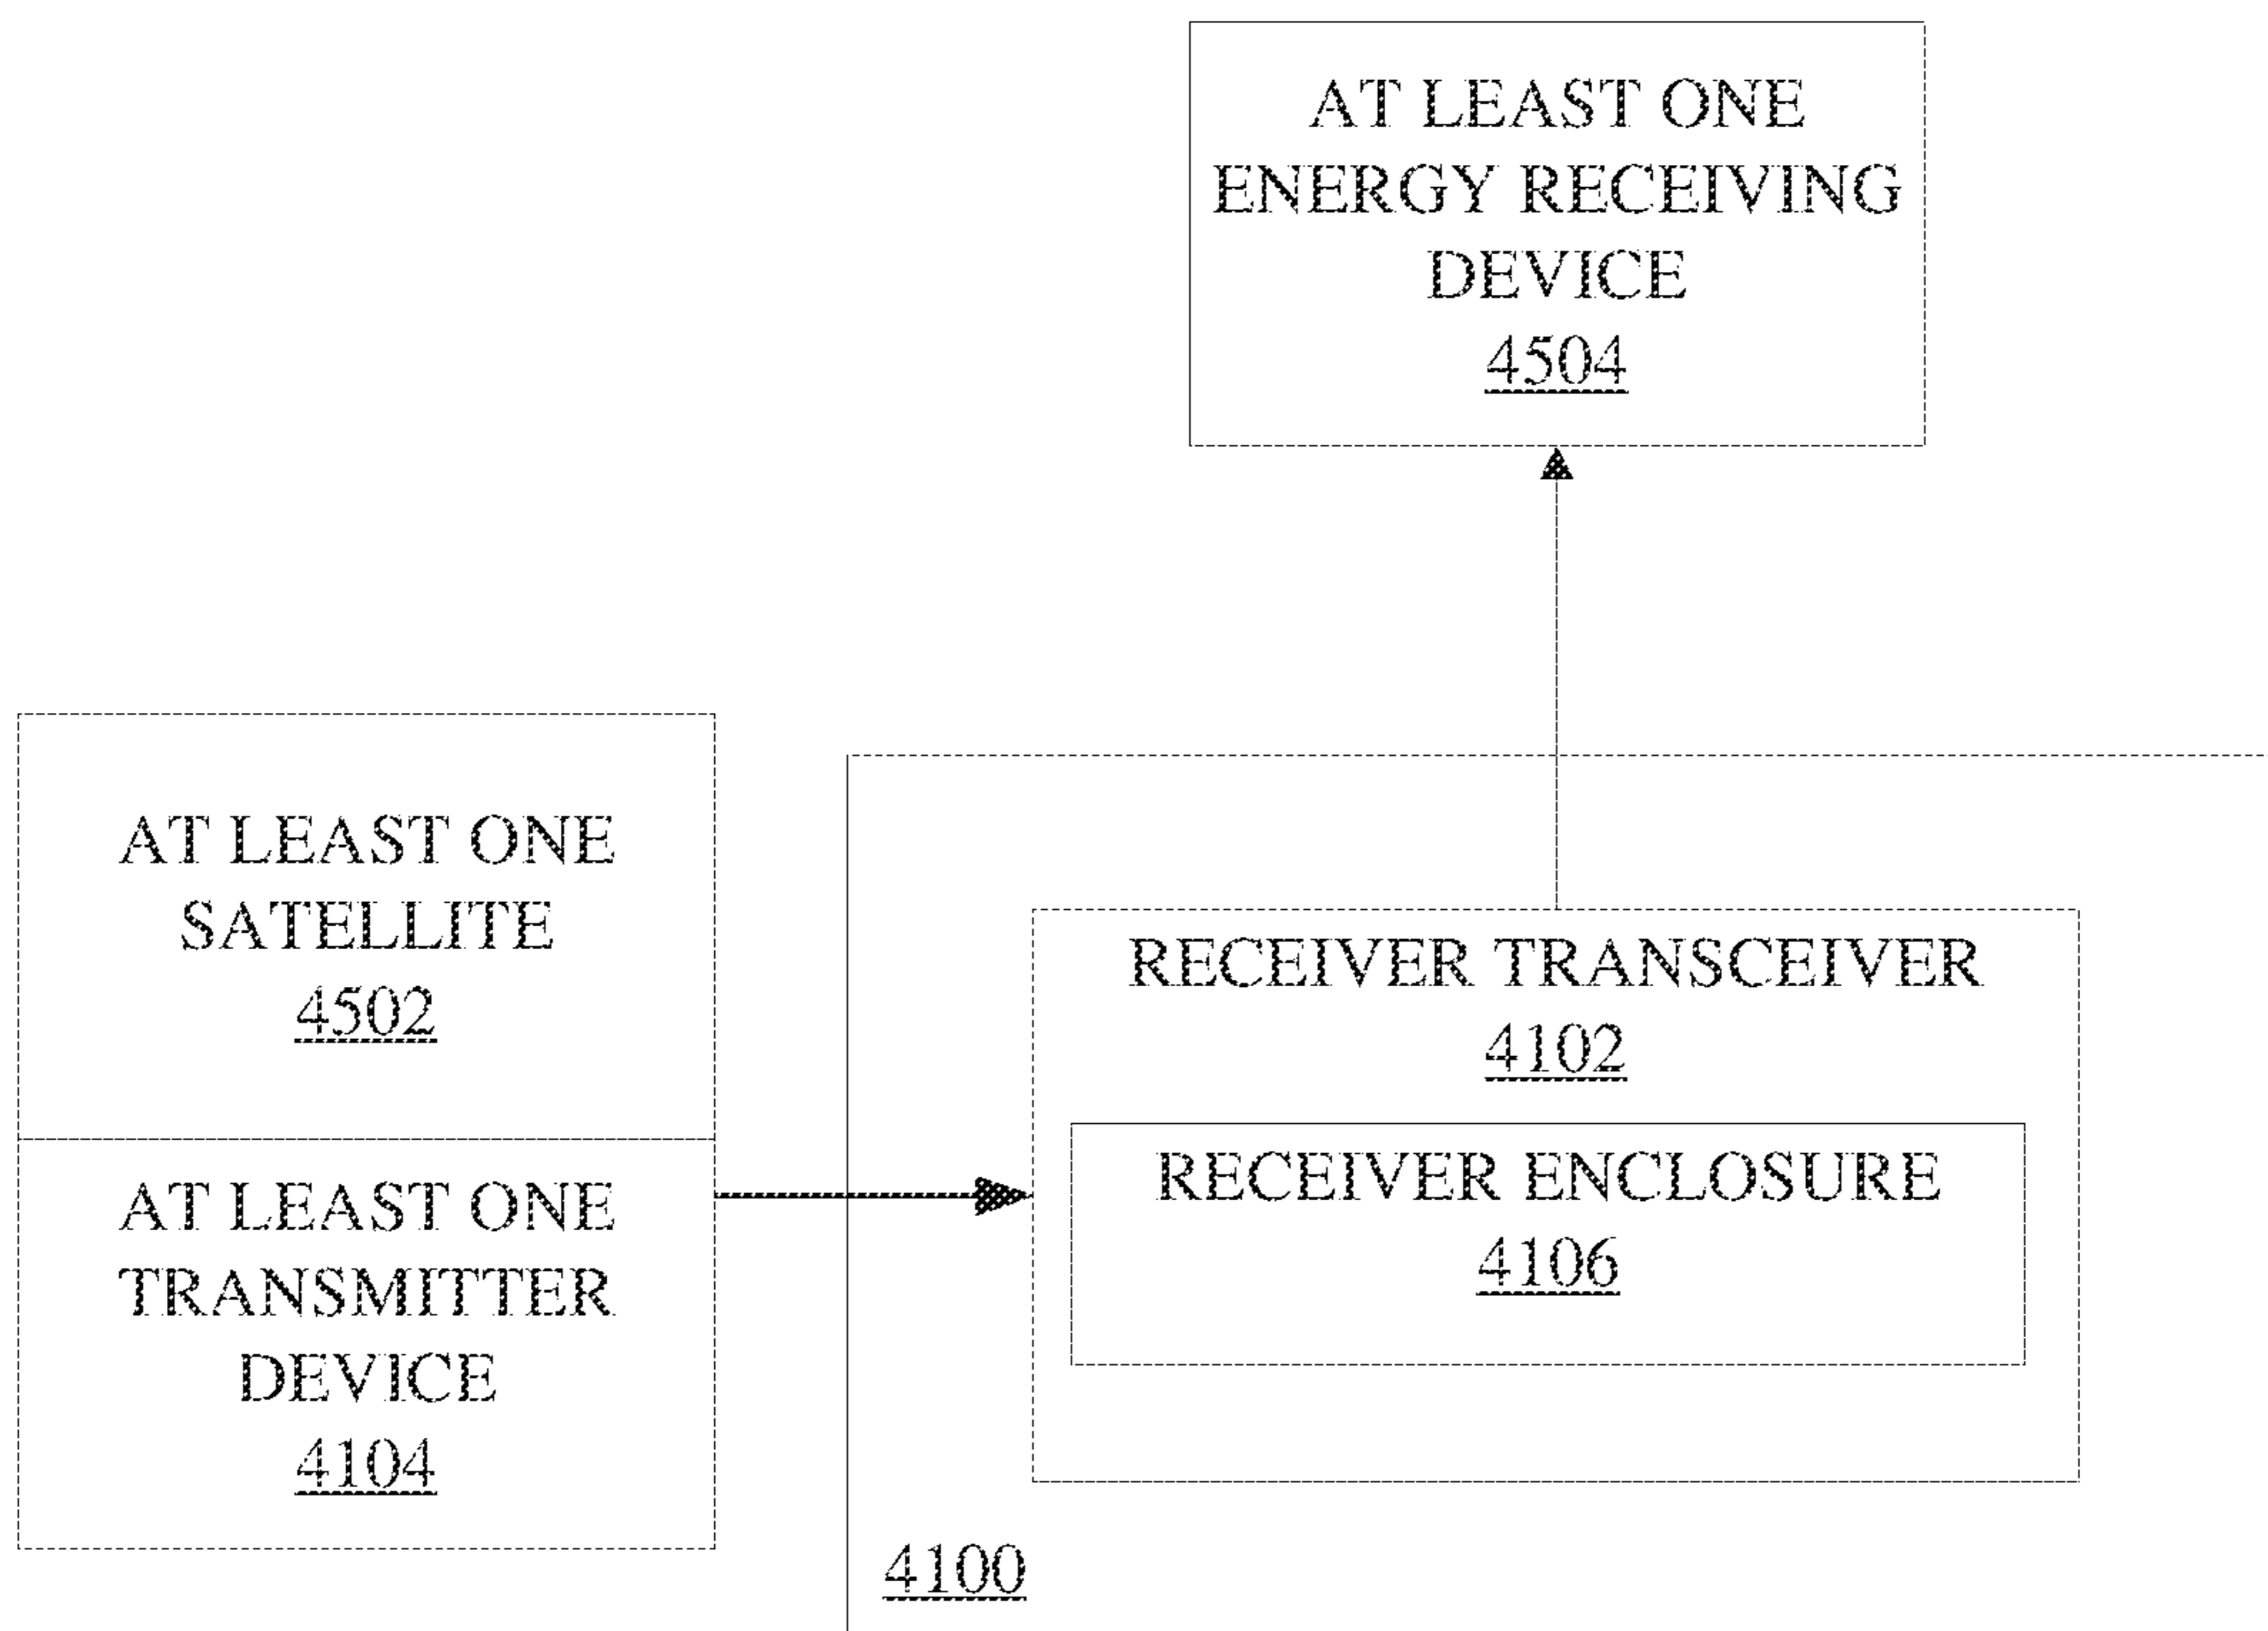 AT LEAST ONE
ENERGY RECEIVING
DEVICE
4504
AT LEAST ONE
SATELLITE
4502
AT LEAST ONE
TRANSMITTER
DEVICE
4104
RECEIVER TRANSCEIVER
4102
RECEIVER ENCLOSURE
4106
4100